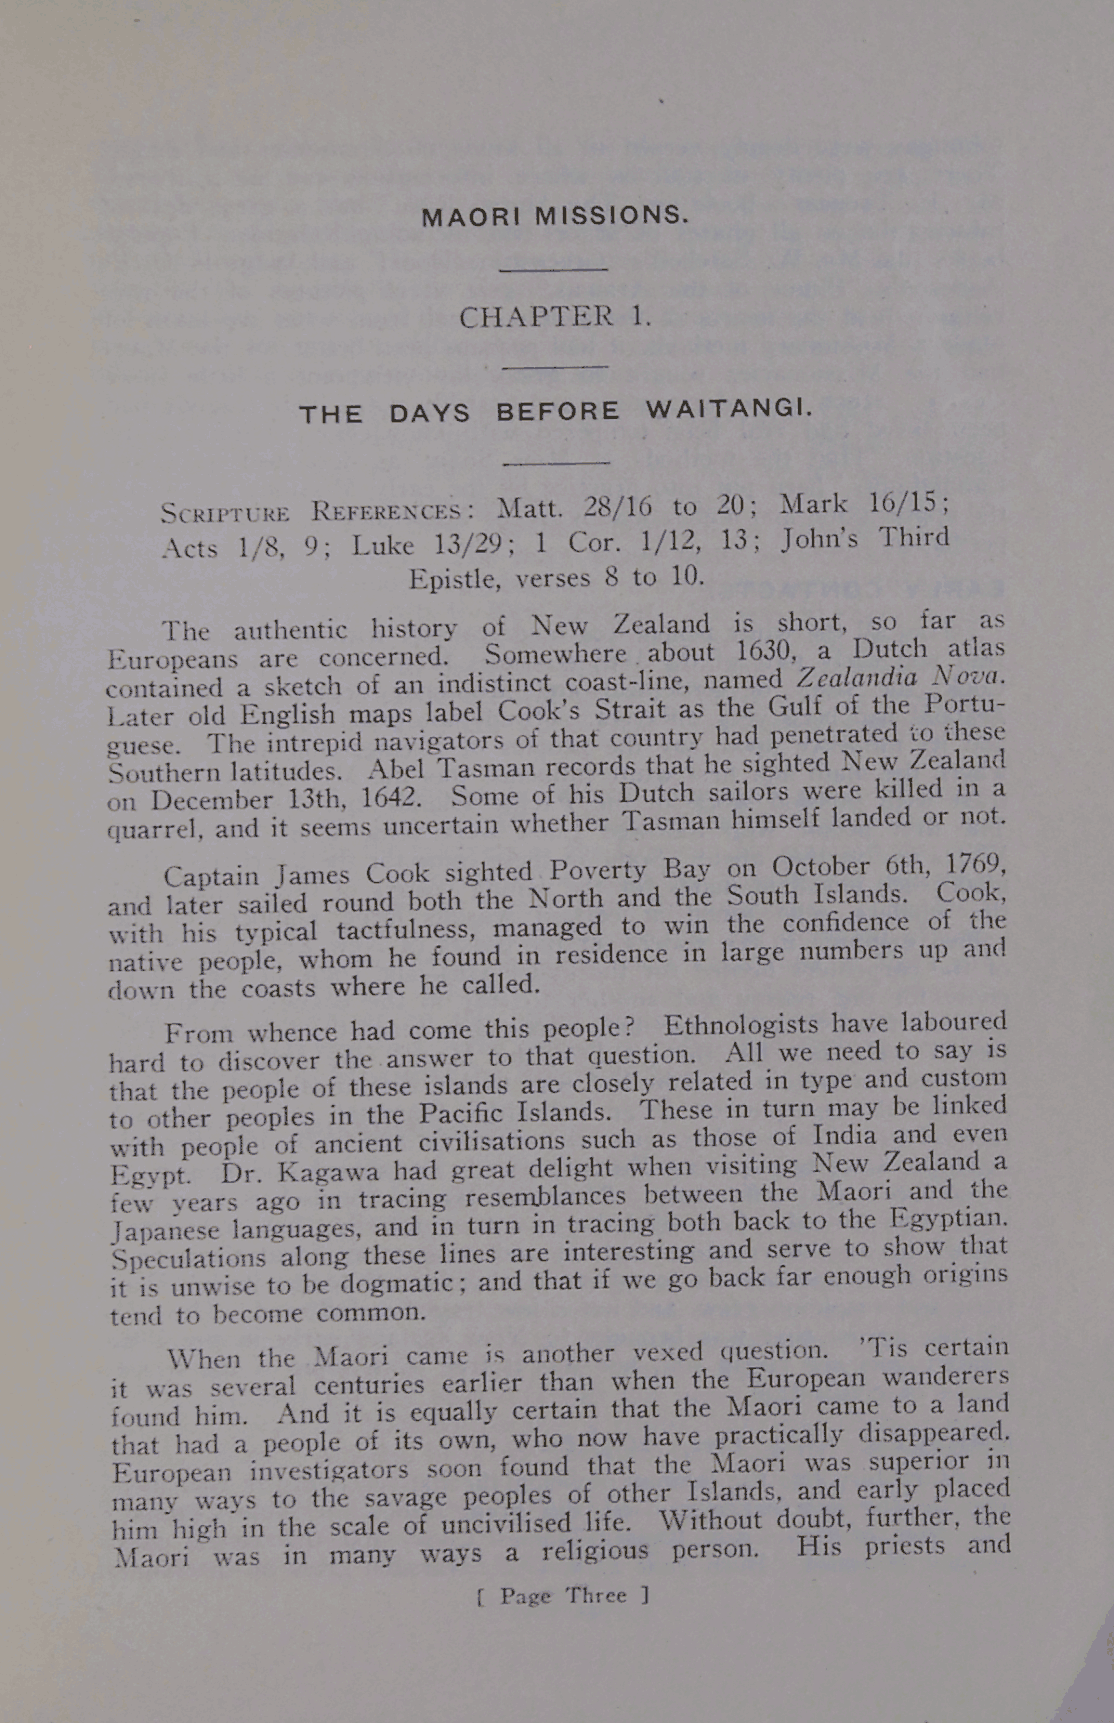 MAORI MISSIONS.
CHAPTER 1.
THE DAYS BEFORE WAITANGI.
Scripture References: Matt. 28/16 to 20; Mark 16/15;
Acts 1/8, 9; Luke 13/29; 1 Cor. 1/12, 13; John's Third
Epistle, verses 8 to 10.
The authentic history of New Zealand is short, so far as
Europeans are concerned. Somewhere about 1630, a Dutch atlas
contained a sketch of an indistinct coast-line, named Zealandia Nova.
Later old English maps label Cook's Strait as the Gulf of the Portu-
guese. The intrepid navigators of that country had penetrated to these
Southern latitudes. Abel Tasman records that he sighted New Zealand
on December 13th, 1642. Some of his Dutch sailors were killed in a
quarrel, and it seems uncertain whether Tasman himself landed or not.
Captain James Cook sighted Poverty Bay on October 6th, 1769,
and later sailed round both the North and the South Islands. Cook,
with his typical tactfulness, managed to win the confidence of the
native people, whom he found in residence in large numbers up and
down the coasts where he called.
From whence had come this people? Ethnologists have laboured
hard to discover the answer to that question. All we need to say is
that the people of these islands are closely related in type and custom
to other peoples in the Pacific Islands. These in turn may be linked
with people of ancient civilisations such as those of India and even
Egypt. Dr. Kagawa had great delight when visiting New Zealand a
few years ago in tracing resemblances between the Maori and the
Japanese languages, and in turn in tracing both back to the Egyptian.
Speculations along these lines are interesting and serve to show that
it is unwise to be dogmatic; and that if we go back far enough origins
tend to become common.
When the Maori came is another vexed question. 'Tis certain
it was several centuries earlier than when the European wanderers
found him. And it is equally certain that the Maori came to a land
that had a people of its own, who now have practically disappeared.
European investigators soon found that the Maori was superior in
many ways to the savage peoples of other Islands, and early placed
him high in the scale of uncivilised life. Without doubt, further, the
Maori was in many ways a religious person. His priests and
[ Page Three ]